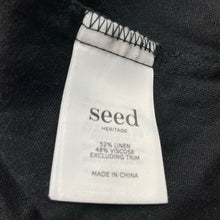 seed
HERITAGE
52% LINEN
48% VISCOSE
EXCLUDING TRIM
MADE IN CHINA